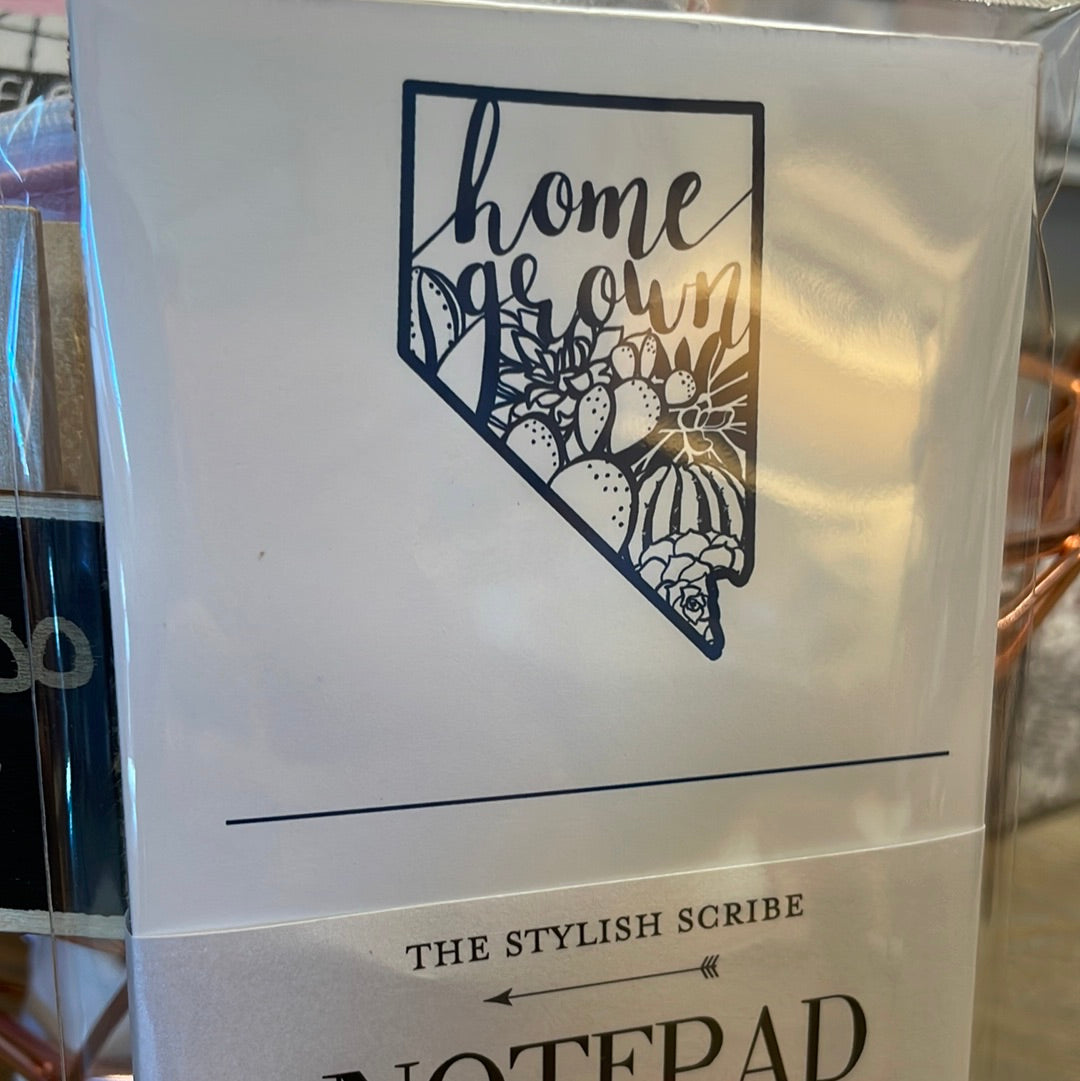 home
grown
THE STYLISH SCRIBE
NOTEPAD